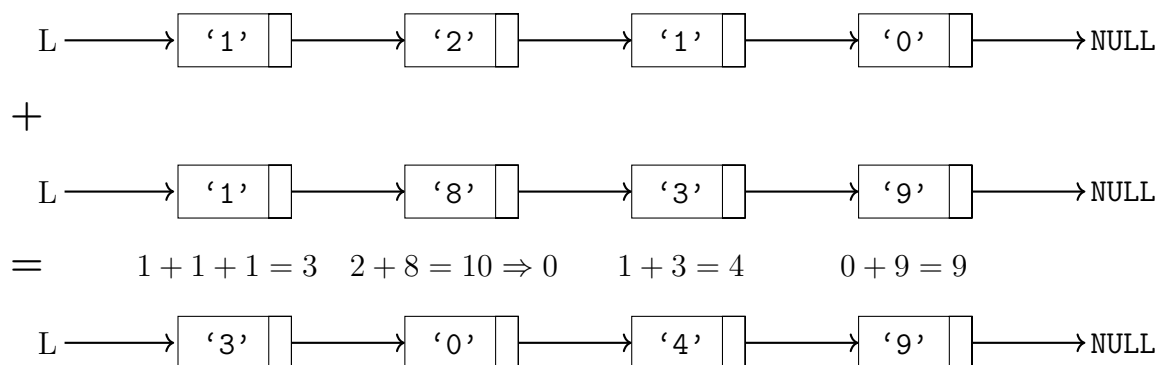 L ‘1’ ‘2’ ‘1’ ‘0’ NULL
+
L ‘1’ ‘8’ ‘3’ ‘9’ NULL
= 1 + 1 + 1 = 3 2 + 8 = 10 ⇒ 0 1 + 3 = 4 0 + 9 = 9
L ‘3’ ‘0’ ‘4’ ‘9’ NULL